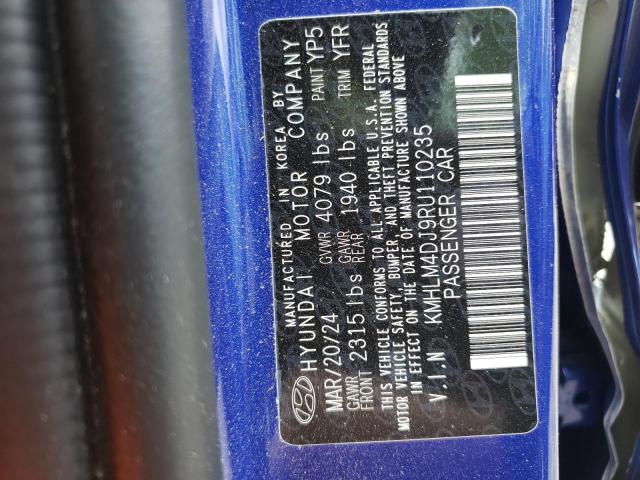 MANUFACTURED IN KOREA BY
HYUNDAI MOTOR COMPANY
MAR/20/24 GVWR 4079 lbs PAINT YP5
GAWR FRONT 2315 lbs GAWR REAR 1940 lbs TRIM YFR
THIS VEHICLE CONFORMS TO ALL APPLICABLE U.S.A. FEDERAL
MOTOR VEHICLE SAFETY, BUMPER, AND THEFT PREVENTION STANDARDS
IN EFFECT ON THE DATE OF MANUFACTURE SHOWN ABOVE
V.I.N KMHLM4DJ9RU110235
PASSENGER CAR